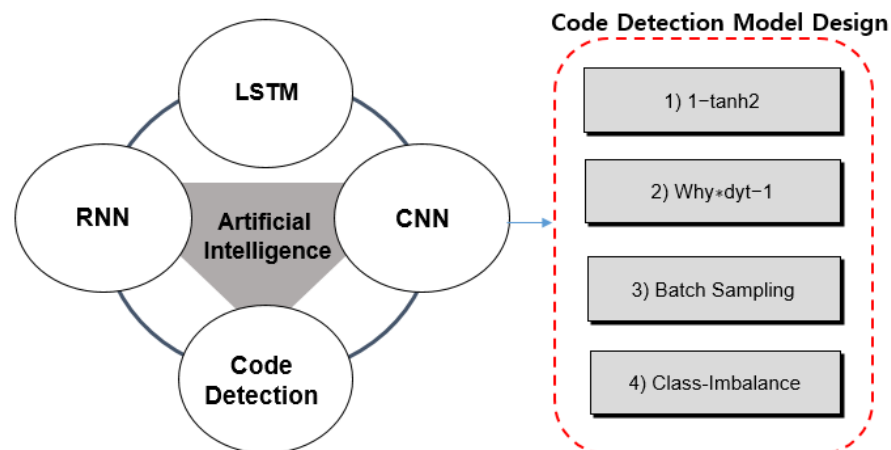 Code Detection Model Design
LSTM
RNN
Artificial
Intelligence
CNN
Code
Detection
1) 1−tanh2
2) Why*dyt−1
3) Batch Sampling
4) Class-Imbalance